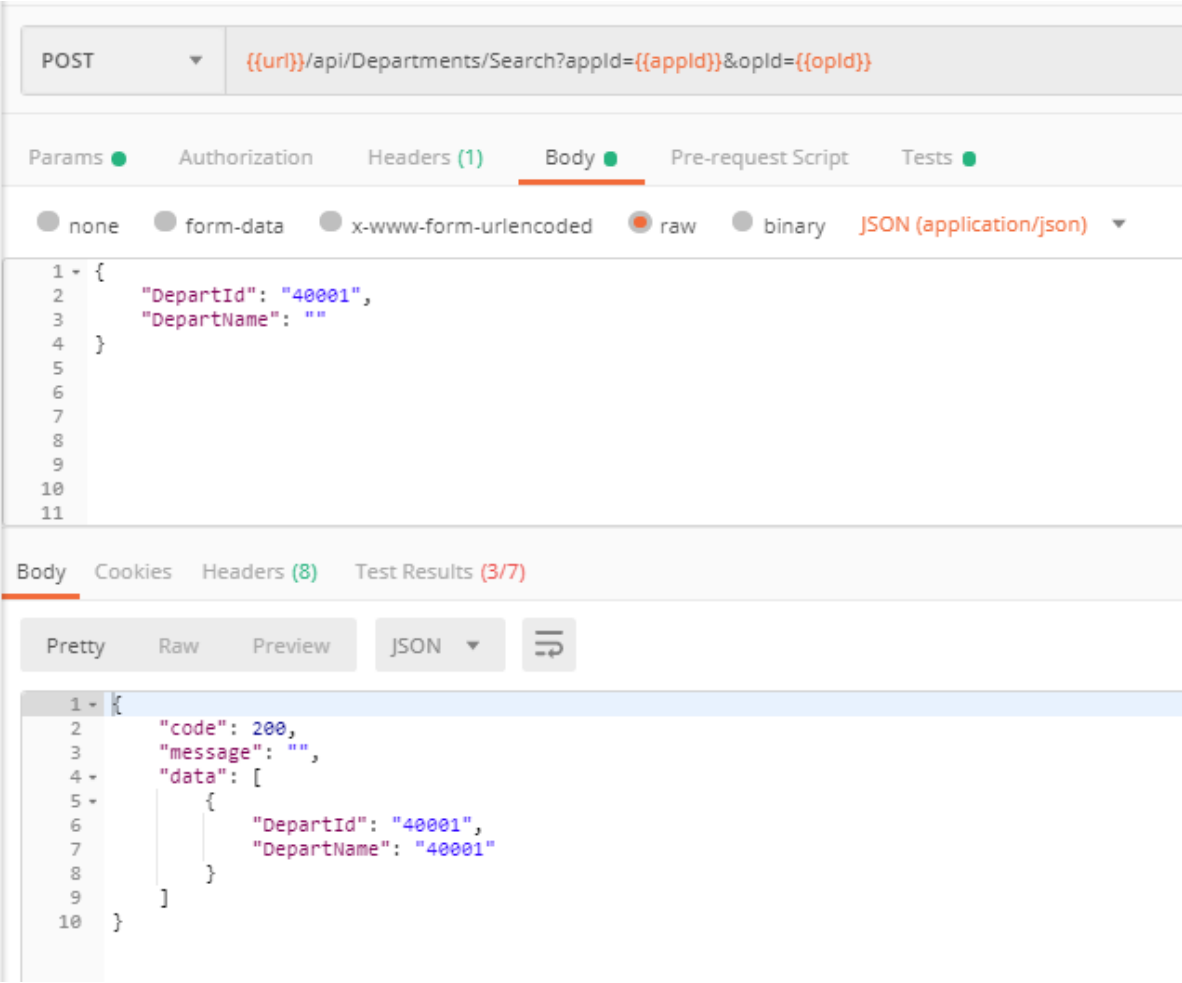 POST {{url}}/api/Departments/Search?appId={{appId}}&opId={{opId}}
Params Authorization Headers (1) Body Pre-request Script Tests
none form-data x-www-form-urlencoded raw binary JSON (application/json)
1 {
2 "DepartId": "40001",
3 "DepartName": ""
4 }
5
6
7
8
9
10
11
Body Cookies Headers (8) Test Results (3/7)
Pretty Raw Preview JSON
1 {
2 "code": 200,
3 "message": "",
4 "data": [
5 {
6 "DepartId": "40001",
7 "DepartName": "40001"
8 }
9 ]
10 }